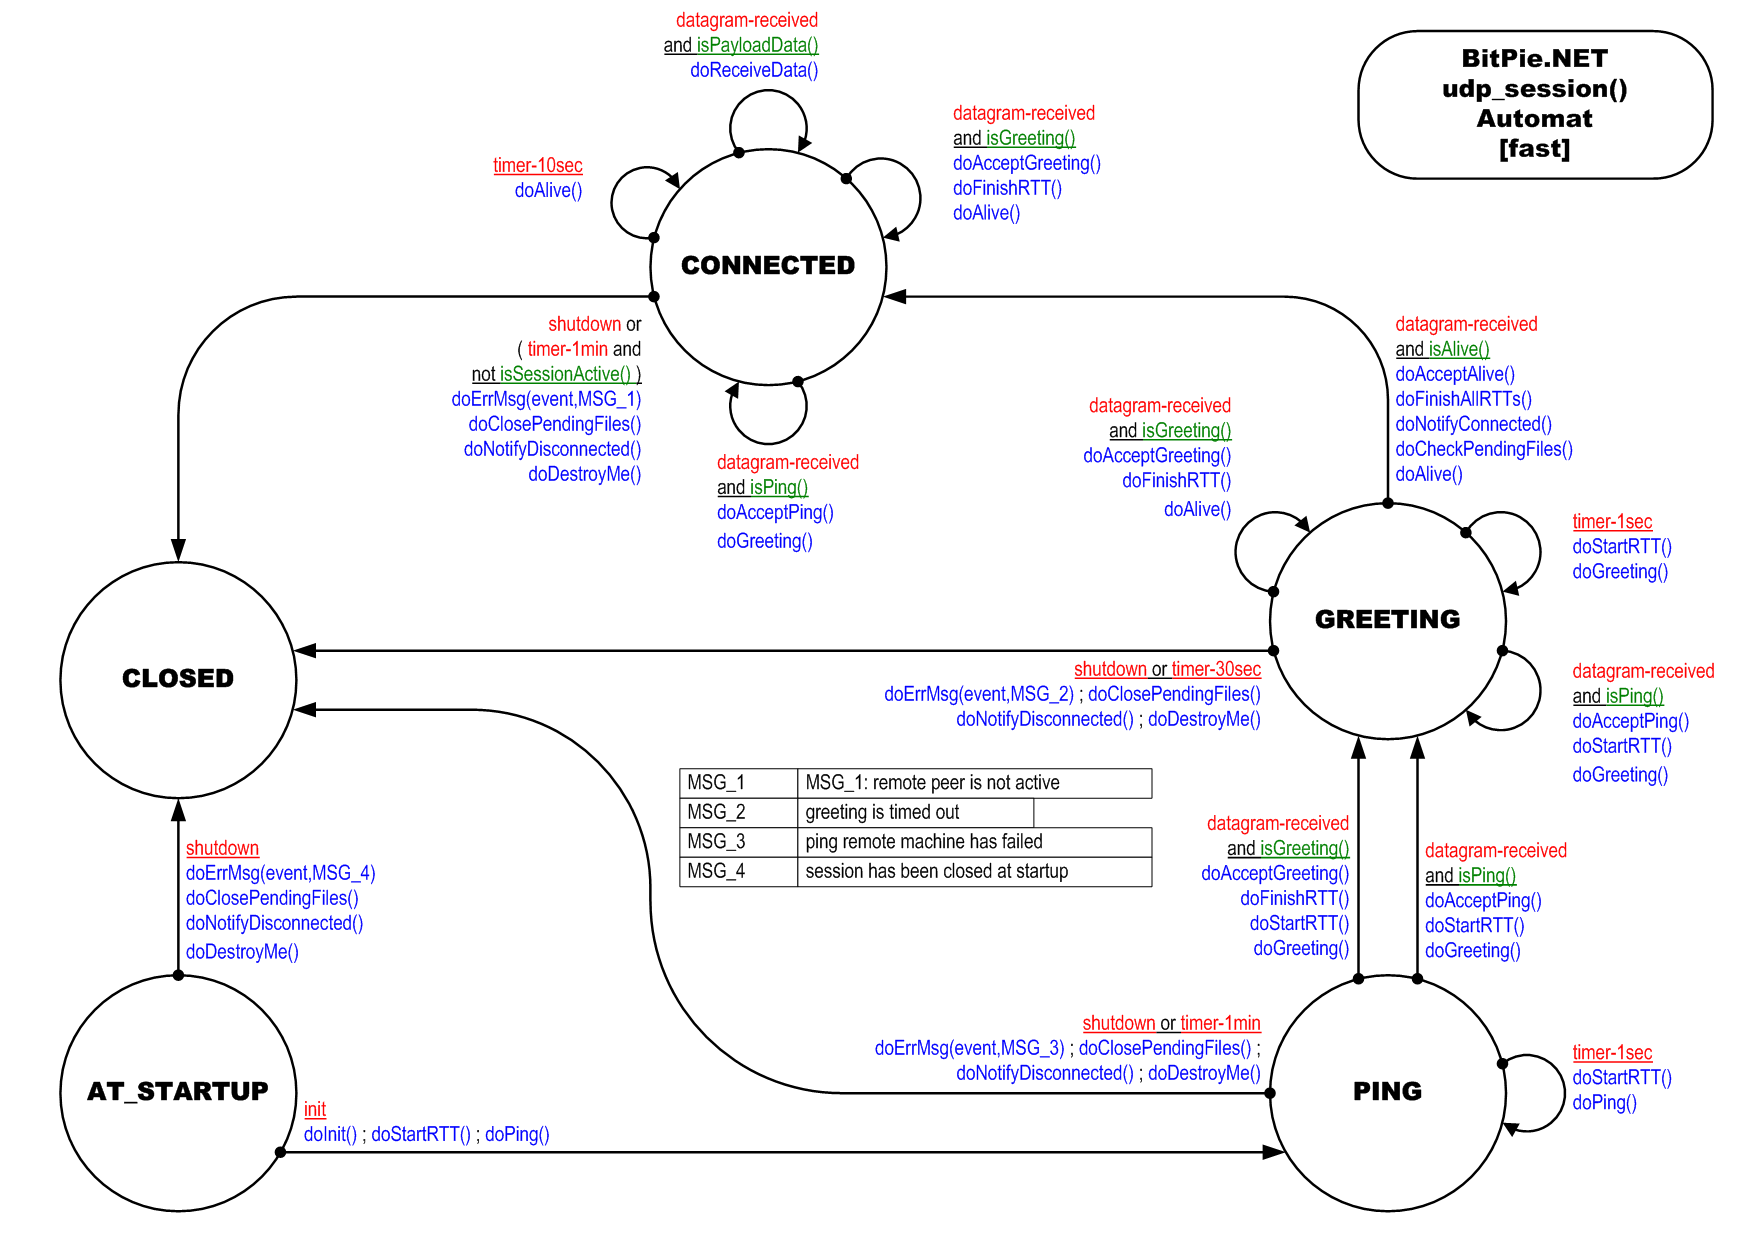 datagram-received
and isPayloadData()
doReceiveData()
BitPie.NET
udp_session()
Automat
[fast]
datagram-received
and isGreeting()
doAcceptGreeting()
doFinishRTT()
doAlive()
timer-10sec
doAlive()
CONNECTED
shutdown or
( timer-1min and
not isSessionActive() )
doErrMsg(event,MSG_1)
doClosePendingFiles()
doNotifyDisconnected()
doDestroyMe()
datagram-received
and isPing()
doAcceptPing()
doGreeting()
datagram-received
and isAlive()
doAcceptAlive()
doFinishAllRTTs()
doNotifyConnected()
doCheckPendingFiles()
doAlive()
datagram-received
and isGreeting()
doAcceptGreeting()
doFinishRTT()
doAlive()
timer-1sec
doStartRTT()
doGreeting()
GREETING
CLOSED
shutdown or timer-30sec
doErrMsg(event,MSG_2) ; doClosePendingFiles()
doNotifyDisconnected() ; doDestroyMe()
datagram-received
and isPing()
doAcceptPing()
doStartRTT()
doGreeting()
MSG_1 MSG_1: remote peer is not active
MSG_2 greeting is timed out
MSG_3 ping remote machine has failed
MSG_4 session has been closed at startup
shutdown
doErrMsg(event,MSG_4)
doClosePendingFiles()
doNotifyDisconnected()
doDestroyMe()
datagram-received
and isGreeting()
doAcceptGreeting()
doFinishRTT()
doStartRTT()
doGreeting()
datagram-received
and isPing()
doAcceptPing()
doStartRTT()
doGreeting()
shutdown or timer-1min
doErrMsg(event,MSG_3) ; doClosePendingFiles() ;
doNotifyDisconnected() ; doDestroyMe()
timer-1sec
doStartRTT()
doPing()
AT_STARTUP
PING
init
doInit() ; doStartRTT() ; doPing()